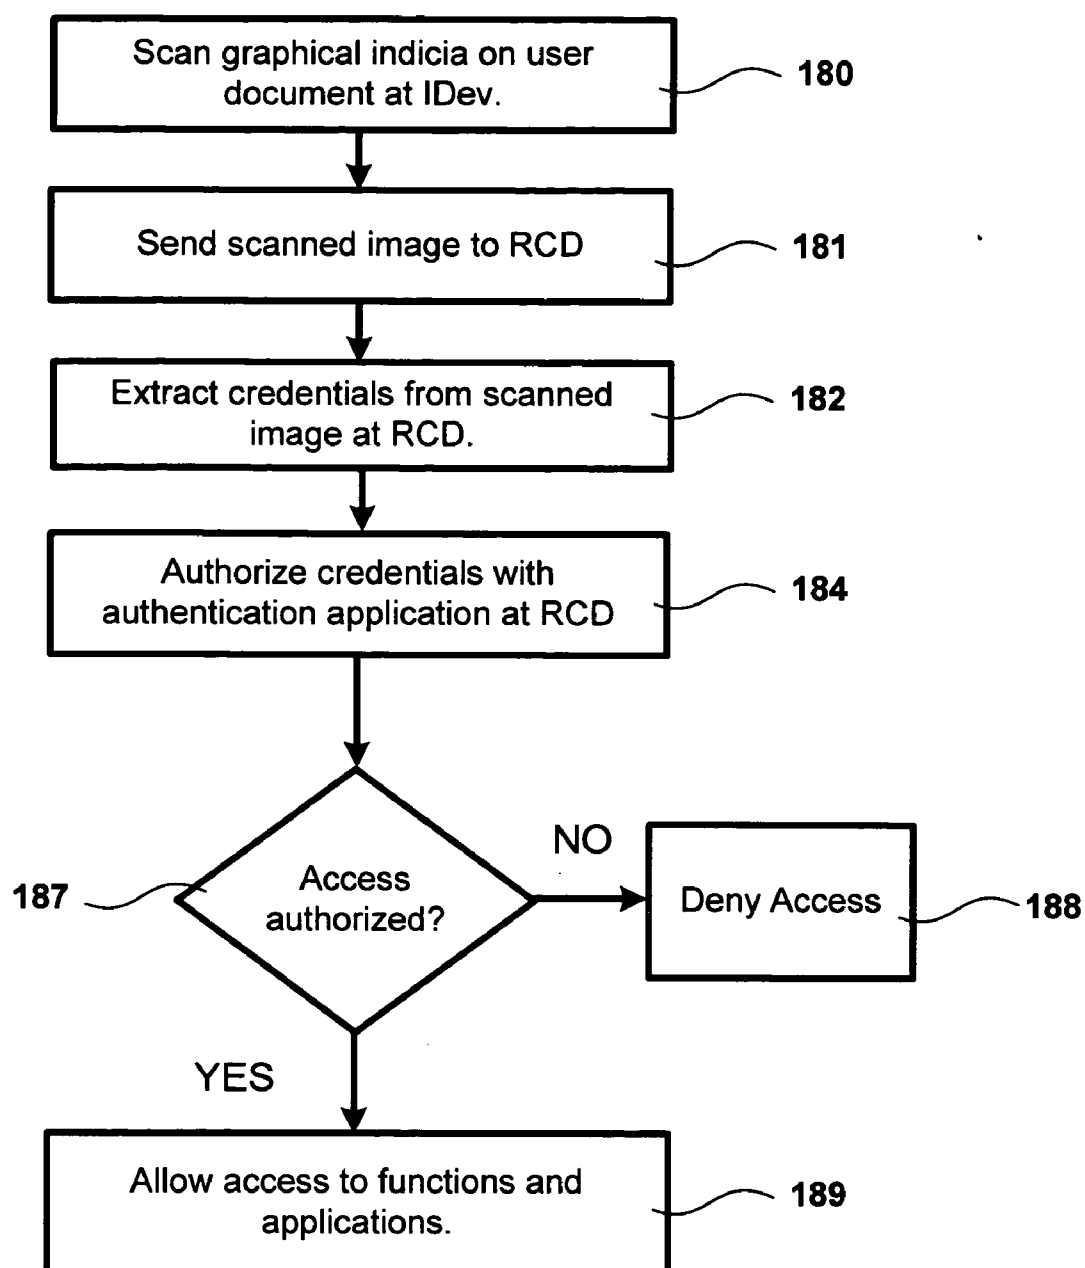 Scan graphical indicia on user
document at IDev.
180
Send scanned image to RCD
181
Extract credentials from scanned
image at RCD.
182
Authorize credentials with
authentication application at RCD
184
Access
authorized?
187
NO
Deny Access
188
YES
Allow access to functions and
applications.
189